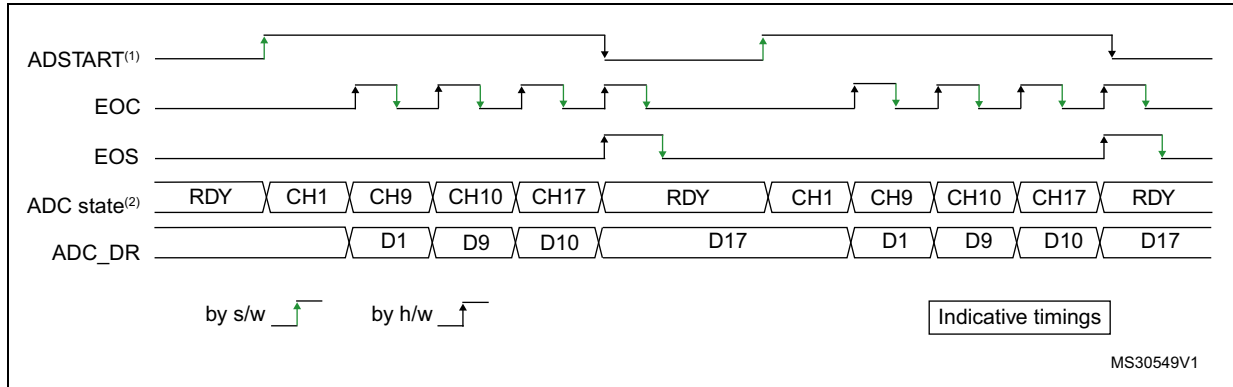 ADSTART(1)
EOC
EOS
ADC state(2) RDY CH1 CH9 CH10 CH17 RDY CH1 CH9 CH10 CH17 RDY
ADC_DR D1 D9 D10 D17 D1 D9 D10 D17
by s/w by h/w Indicative timings
MS30549V1